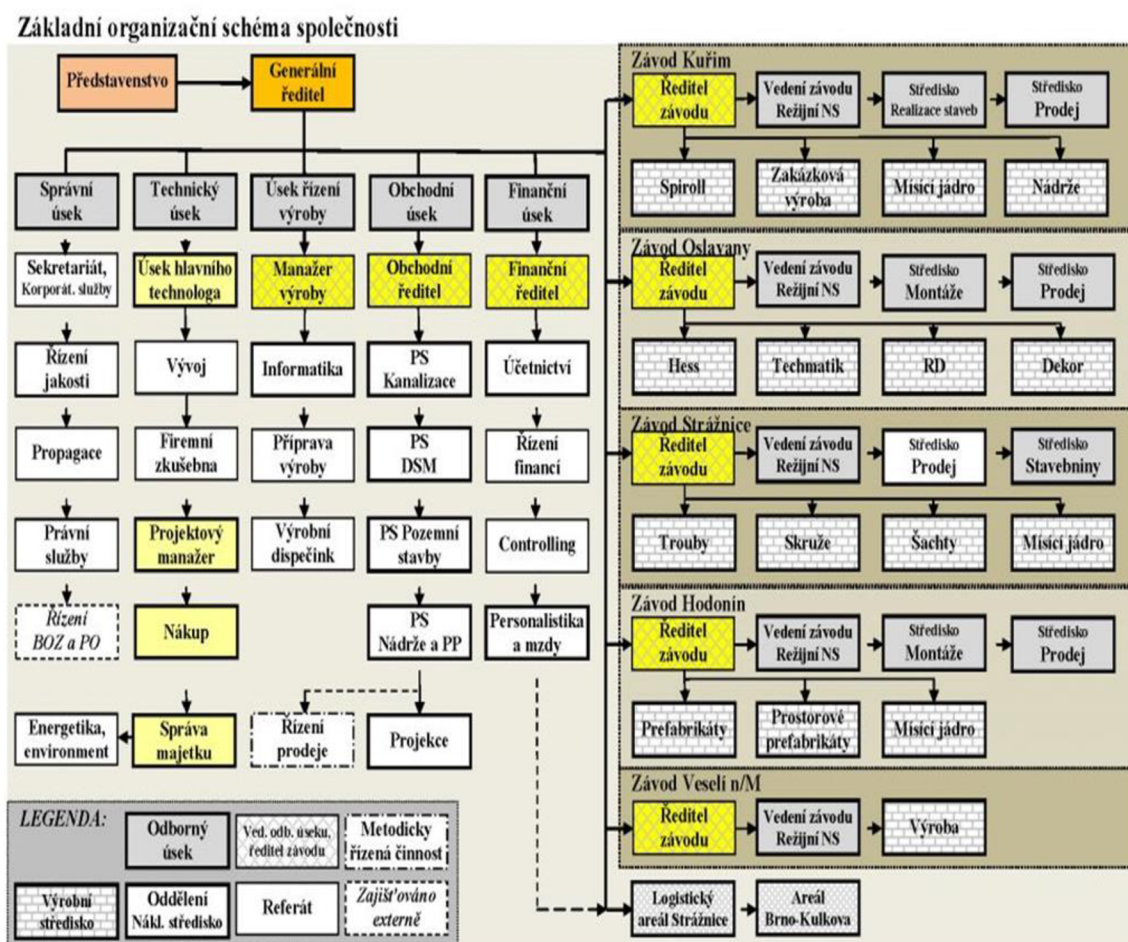 Základní organizační schéma společnosti
Představenstvo
Generální
ředitel
Správní
úsek
Technický
úsek
Úsek řízení
výroby
Obchodní
úsek
Finanční
úsek
Sekretariát,
Korporát. služby
Úsek hlavního
technologa
Manažer
výroby
Obchodní
ředitel
Finanční
ředitel
Řízení
jakosti
Vývoj
Informatika
PS
Kanalizace
Účetnictví
Propagace
Firemní
zkušebna
Příprava
výroby
PS
DSM
Řízení
financí
Právní
služby
Projektový
manažer
Výrobní
dispečink
PS Pozemní
stavby
Controlling
Řízení
BOZ a PO
Nákup
PS
Nádrže a PP
Personalistika
a mzdy
Energetika,
environment
Správa
majetku
Řízení
prodeje
Projekce
Závod Kuřim
Ředitel
závodu
Vedení závodu
Režijní NS
Středisko
Realizace staveb
Středisko
Prodej
Spiroll
Zakázková
výroba
Mísící jádro
Nádrže
Závod Oslavany
Ředitel
závodu
Vedení závodu
Režijní NS
Středisko
Montáže
Středisko
Prodej
Hess
Techmatik
RD
Dekor
Závod Strážnice
Ředitel
závodu
Vedení závodu
Režijní NS
Středisko
Prodej
Středisko
Stavebniny
Trouby
Skruže
Šachty
Mísící jádro
Závod Hodonín
Ředitel
závodu
Vedení závodu
Režijní NS
Středisko
Montáže
Středisko
Prodej
Prefabrikáty
Prostorové
prefabrikáty
Mísící jádro
Závod Veselí n/M
Ředitel
závodu
Vedení závodu
Režijní NS
Výroba
Logistický
areál Strážnice
Areál
Brno-Kulkova
LEGENDA:
Odborný
úsek
Ved. odb. úseku,
ředitel závodu
Metodicky
řízená činnost
Výrobní
středisko
Oddělení
Nákl. středisko
Referát
Zajišťováno
externě